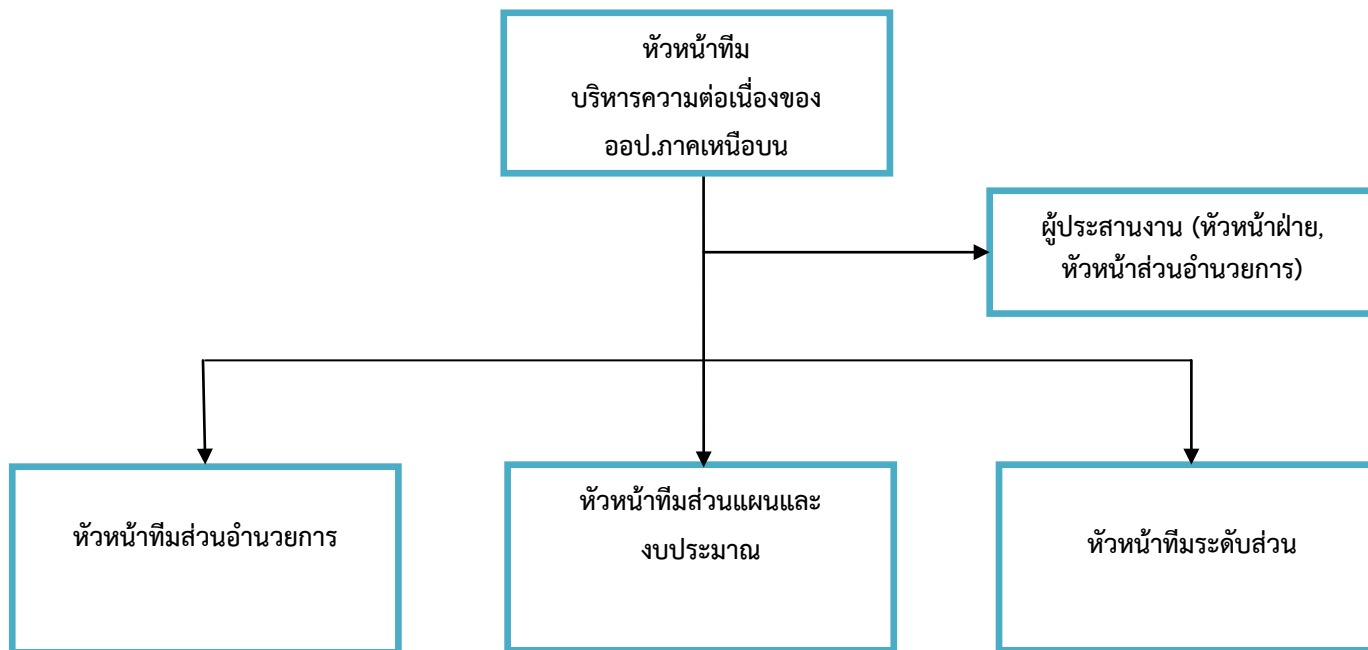 หัวหน้าทีม
บริหารความต่อเนื่องของ
ออป.ภาคเหนือบน
ผู้ประสานงาน (หัวหน้าฝ่าย,
หัวหน้าส่วนอำนวยการ)
หัวหน้าทีมส่วนอำนวยการ
หัวหน้าทีมส่วนแผนและ
งบประมาณ
หัวหน้าทีมระดับส่วน